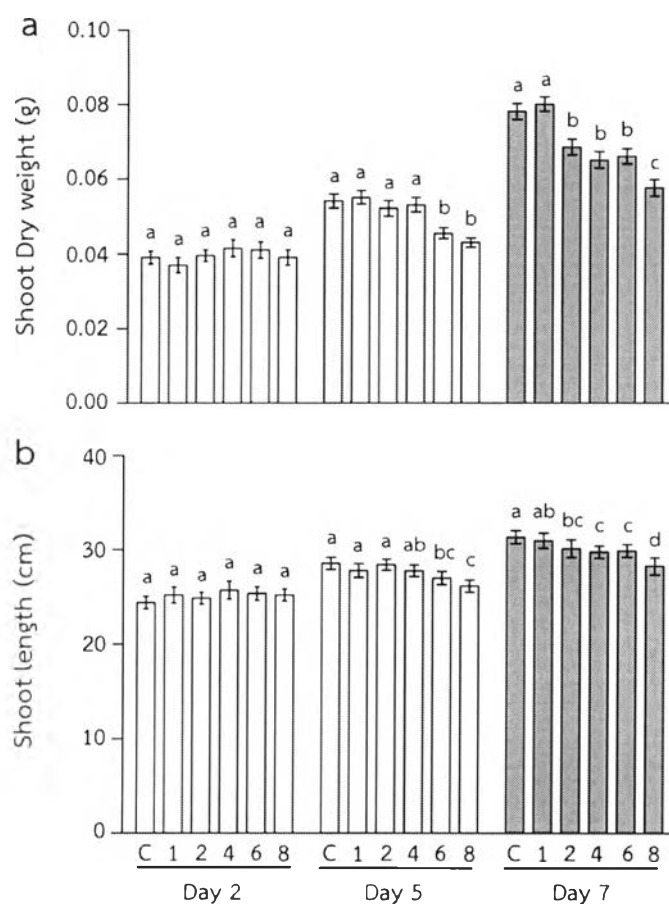 a
Shoot Dry weight (g)
0.10
0.08
0.06
0.04
0.02
0.00
a a a a a a
a a a a b b
a a b b b c
b
Shoot length (cm)
40
30
20
10
0
a a a a a a
a a a ab bc c
a ab bc c c d
C 1 2 4 6 8 C 1 2 4 6 8 C 1 2 4 6 8
Day 2 Day 5 Day 7